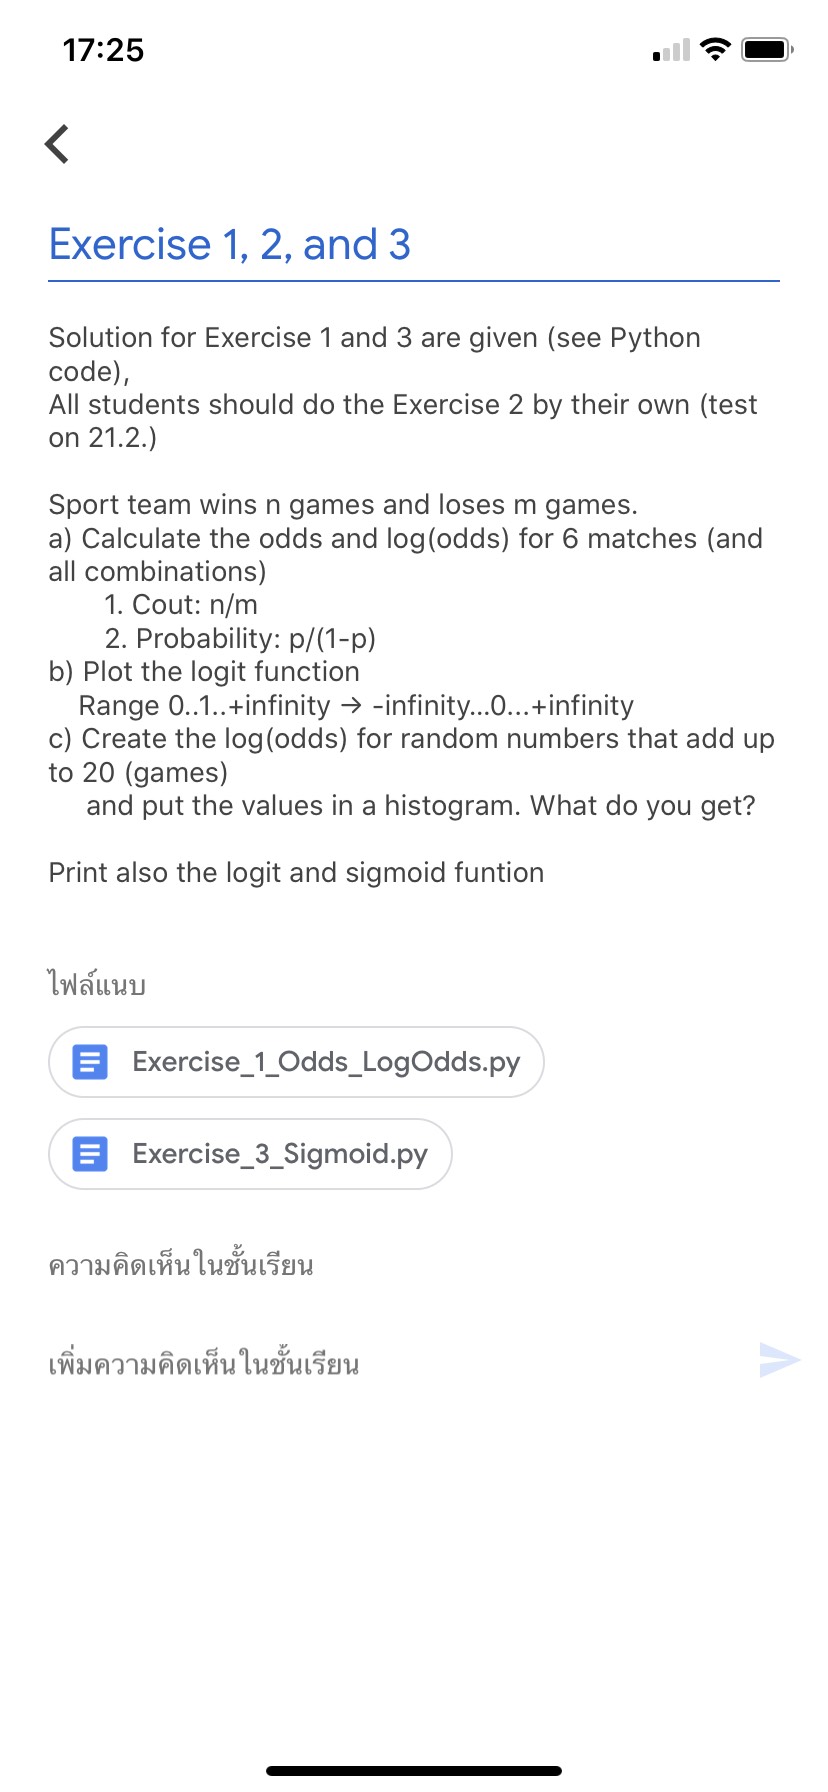 17:25
Exercise 1, 2, and 3
Solution for Exercise 1 and 3 are given (see Python
code),
All students should do the Exercise 2 by their own (test
on 21.2.)
Sport team wins n games and loses m games.
a) Calculate the odds and log(odds) for 6 matches (and
all combinations)
1. Cout: n/m
2. Probability: p/(1-p)
b) Plot the logit function
Range 0..1..+infinity → -infinity...0...+infinity
c) Create the log(odds) for random numbers that add up
to 20 (games)
and put the values in a histogram. What do you get?
Print also the logit and sigmoid funtion
ไฟล์แนบ
Exercise_1_Odds_LogOdds.py
Exercise_3_Sigmoid.py
ความคิดเห็นในชั้นเรียน
เพิ่มความคิดเห็นในชั้นเรียน